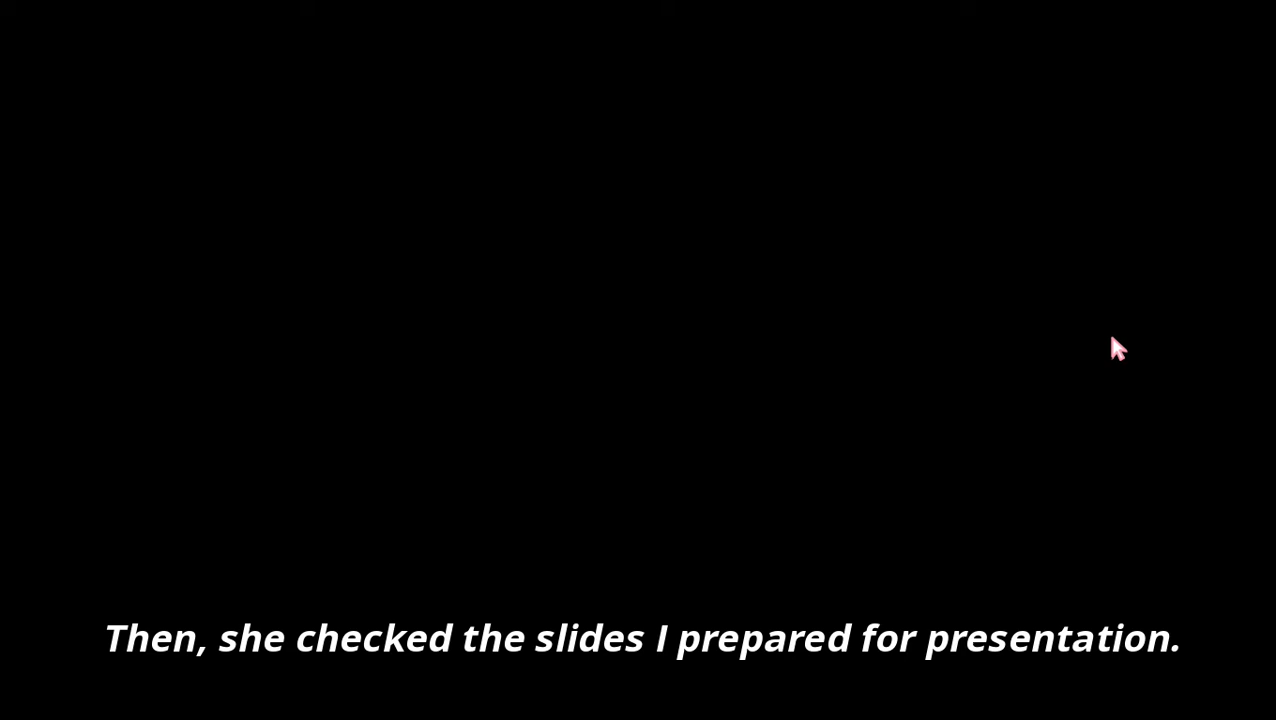 Then, she checked the slides I prepared for presentation.